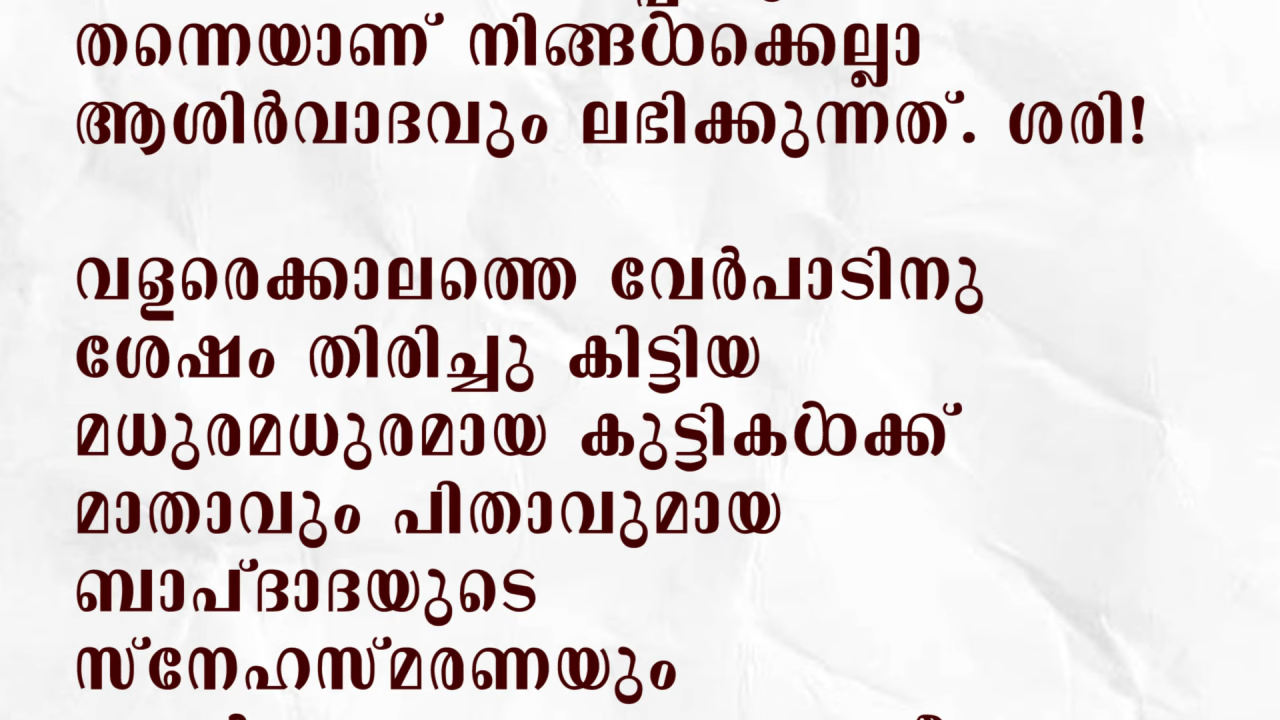 തന്നെയാണ് നിങ്ങൾക്കെല്ലാ
ആശിർവാദവും ലഭിക്കുന്നത്. ശരി!
വളരെക്കാലത്തെ വേർപാടിനു
ശേഷം തിരിച്ചു കിട്ടിയ
മധുരമധുരമായ കുട്ടികൾക്ക്
മാതാവും പിതാവുമായ
ബാപ്ദാദയുടെ
സ്നേഹസ്മരണയും